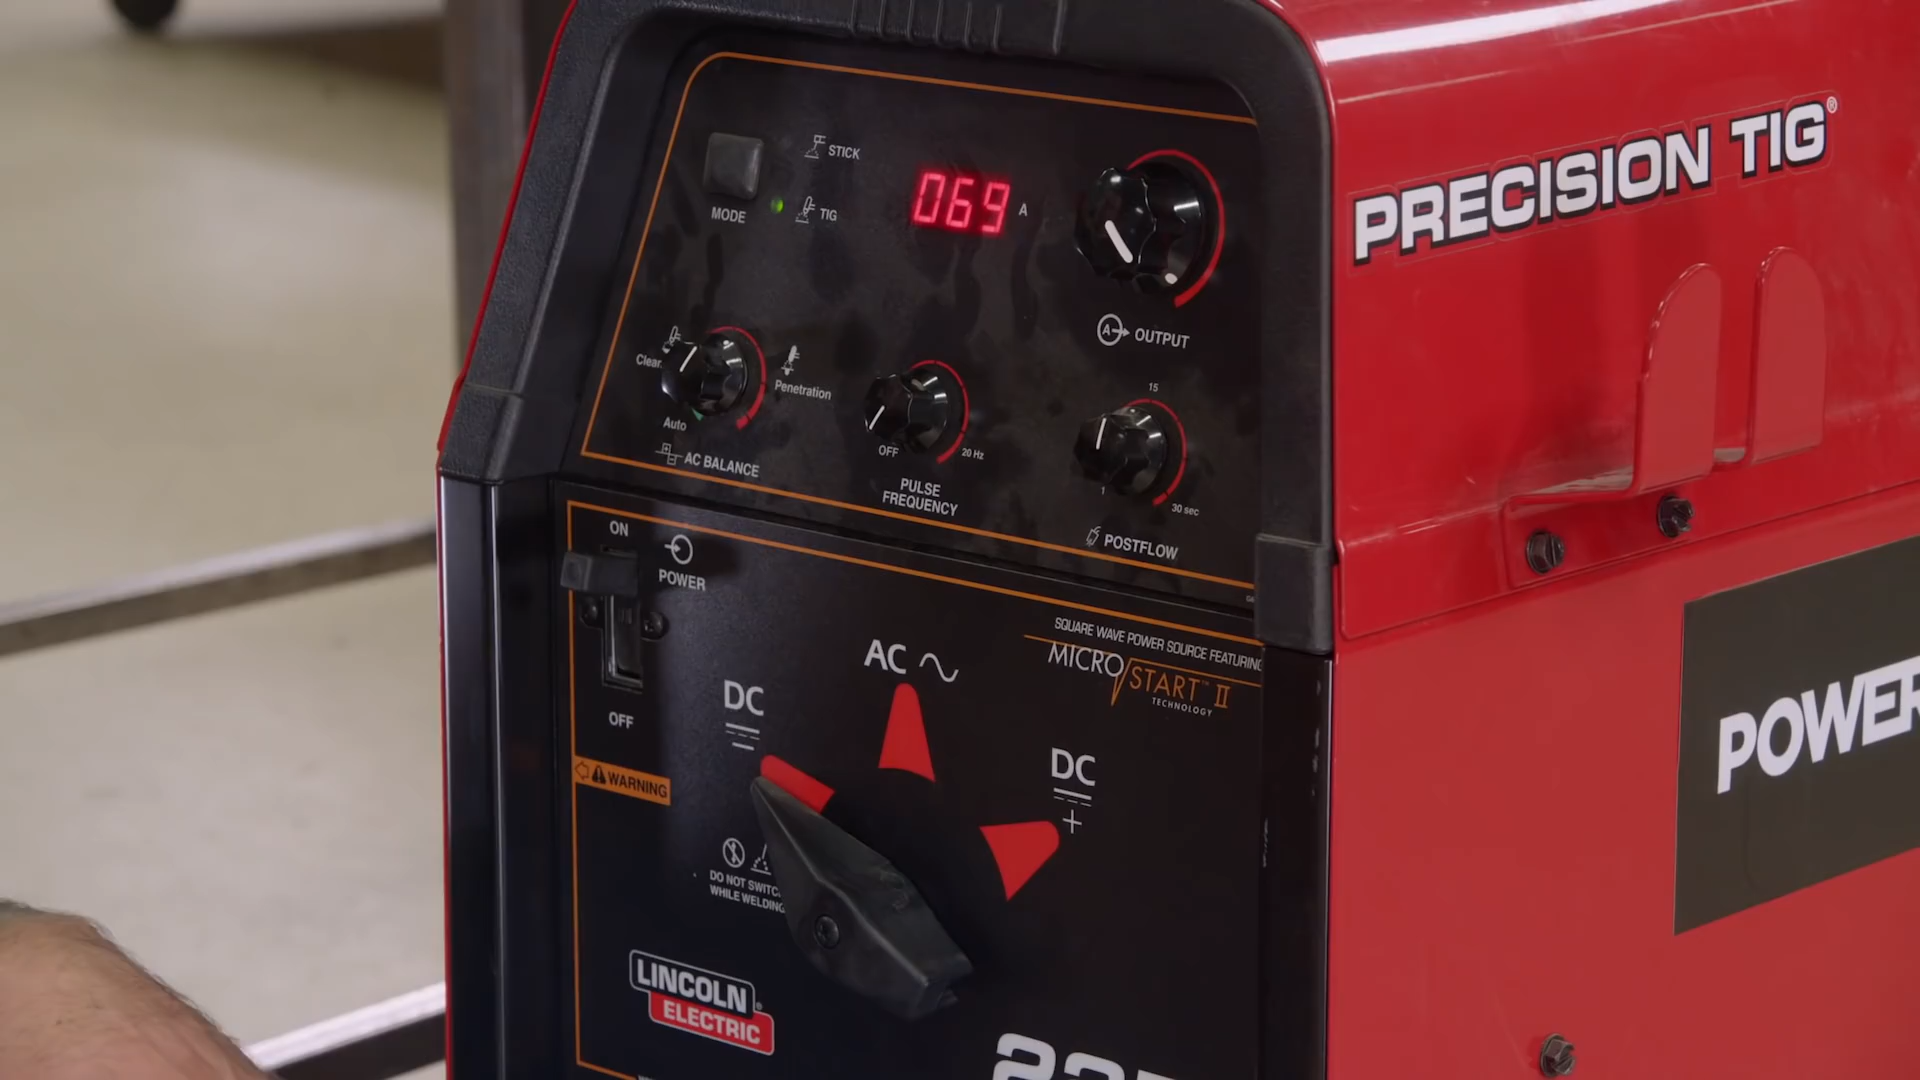 STICK
069 A
MODE
TIG
PRECISION TIG®
A OUTPUT
Clean
Penetration
Auto
AC BALANCE
OFF
20 Hz
PULSE
FREQUENCY
15
1
30 sec
POSTFLOW
ON
POWER
OFF
WARNING
SQUARE WAVE POWER SOURCE FEATURING
MICRO START™ II
TECHNOLOGY
AC
DC
–
DC
+
DO NOT SWITC
WHILE WELDING
LINCOLN®
ELECTRIC
POWER